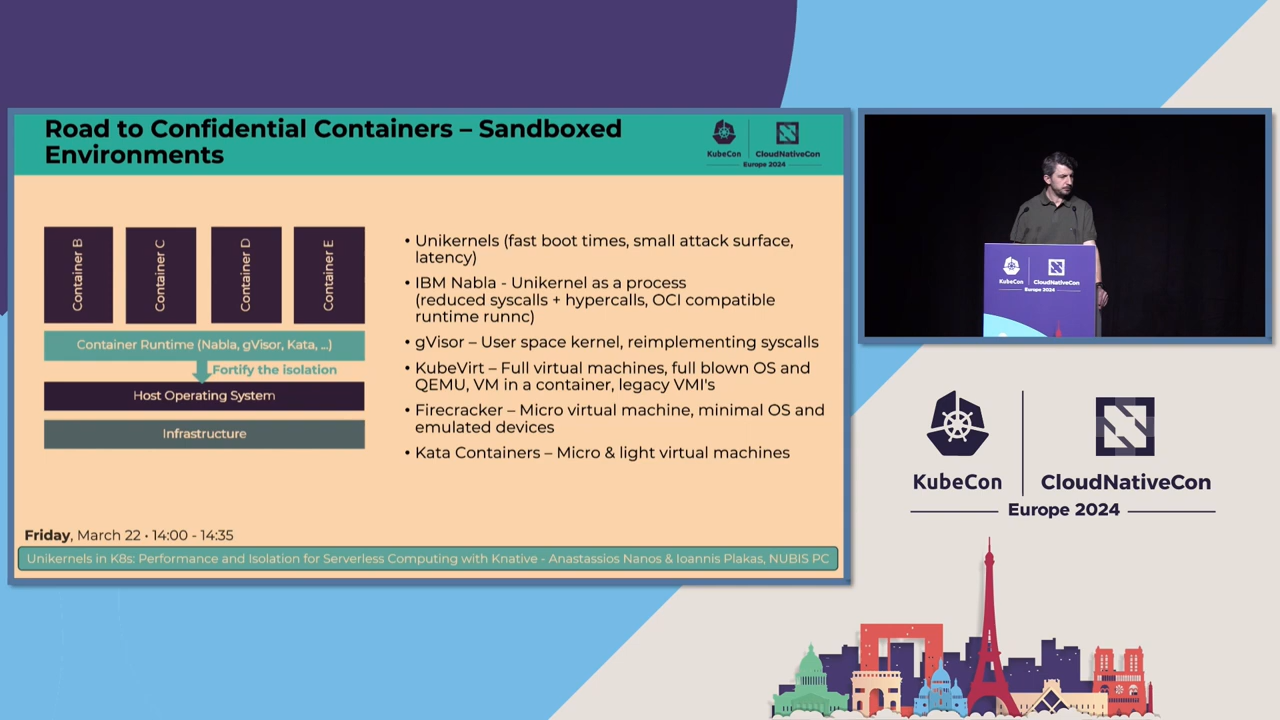 Road to Confidential Containers – Sandboxed
Environments
KubeCon
CloudNativeCon
Europe 2024
Container B
Container C
Container D
Container E
Container Runtime (Nabla, gVisor, Kata, ...)
Fortify the isolation
Host Operating System
Infrastructure
• Unikernels (fast boot times, small attack surface,
latency)
• IBM Nabla - Unikernel as a process
(reduced syscalls + hypercalls, OCI compatible
runtime runnc)
• gVisor – User space kernel, reimplementing syscalls
• KubeVirt – Full virtual machines, full blown OS and
QEMU, VM in a container, legacy VMI's
• Firecracker – Micro virtual machine, minimal OS and
emulated devices
• Kata Containers – Micro & light virtual machines
Friday, March 22 • 14:00 - 14:35
Unikernels in K8s: Performance and Isolation for Serverless Computing with Knative - Anastassios Nanos & Ioannis Plakas, NUBIS PC
KubeCon
CloudNativeCon
Europe 2024
KubeCon
CloudNativeCon
Europe 2024